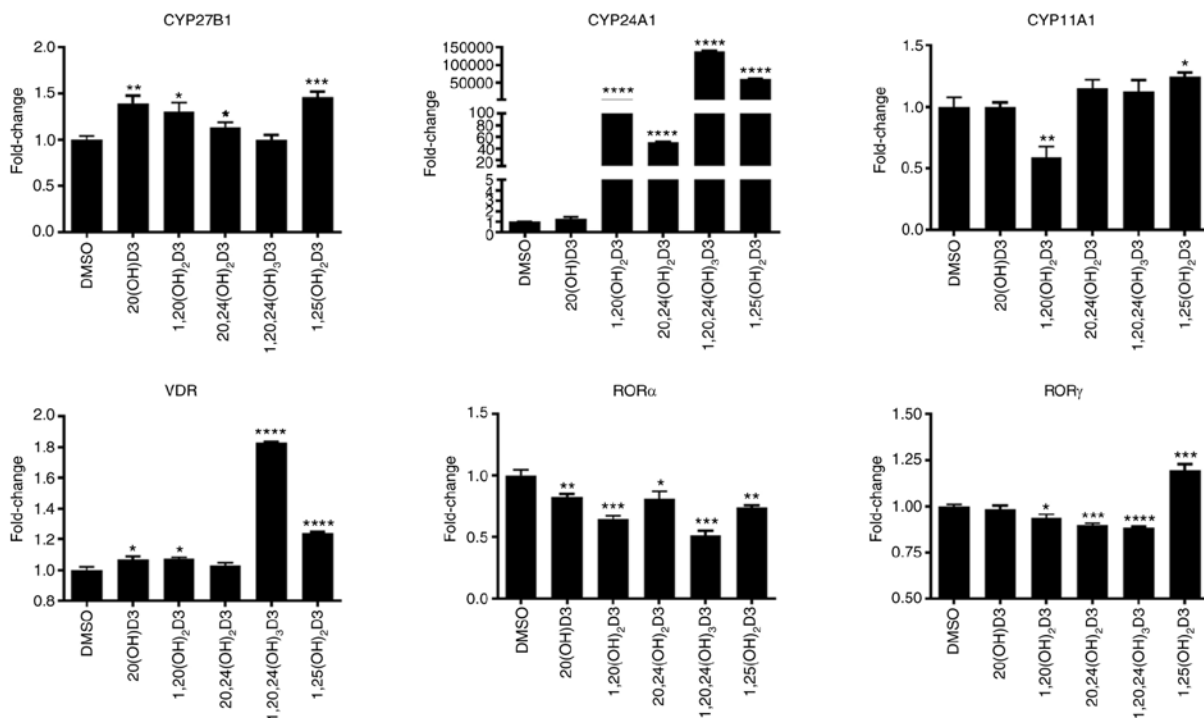 CYP27B1
Fold-change
2.0
1.5
1.0
0.5
0.0
**
*
*
***
DMSO
20(OH)D3
1,20(OH)₂D3
20,24(OH)₂D3
1,20,24(OH)₃D3
1,25(OH)₂D3
CYP24A1
Fold-change
150000
100000
50000
100
80
60
40
20
5
4
3
2
1
0
****
****
****
****
DMSO
20(OH)D3
1,20(OH)₂D3
20,24(OH)₂D3
1,20,24(OH)₃D3
1,25(OH)₂D3
CYP11A1
Fold-change
1.5
1.0
0.5
0.0
**
*
DMSO
20(OH)D3
1,20(OH)₂D3
20,24(OH)₂D3
1,20,24(OH)₃D3
1,25(OH)₂D3
VDR
Fold-change
2.0
1.8
1.6
1.4
1.2
1.0
0.8
*
*
****
****
DMSO
20(OH)D3
1,20(OH)₂D3
20,24(OH)₂D3
1,20,24(OH)₃D3
1,25(OH)₂D3
RORα
Fold-change
1.5
1.0
0.5
0.0
**
***
*
***
**
DMSO
20(OH)D3
1,20(OH)₂D3
20,24(OH)₂D3
1,20,24(OH)₃D3
1,25(OH)₂D3
RORγ
Fold-change
1.50
1.25
1.00
0.75
0.50
*
***
****
***
DMSO
20(OH)D3
1,20(OH)₂D3
20,24(OH)₂D3
1,20,24(OH)₃D3
1,25(OH)₂D3